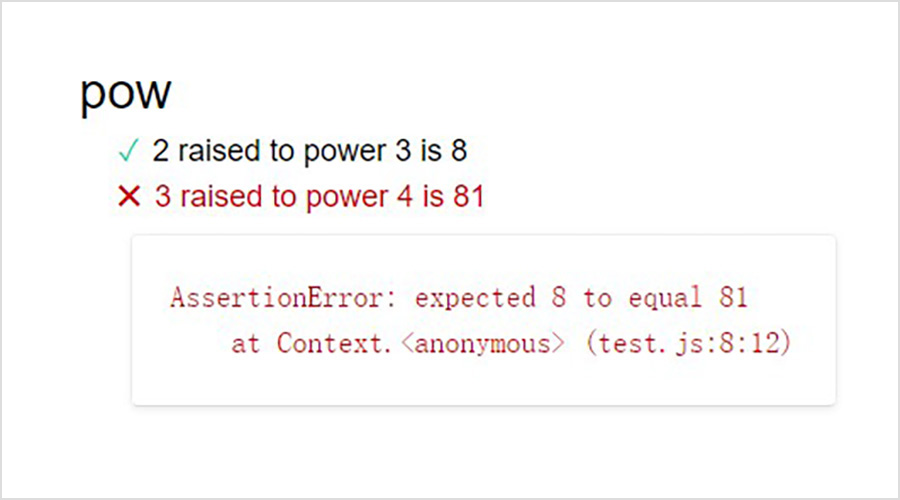 pow
✓ 2 raised to power 3 is 8
✕ 3 raised to power 4 is 81
AssertionError: expected 8 to equal 81
at Context.<anonymous> (test.js:8:12)